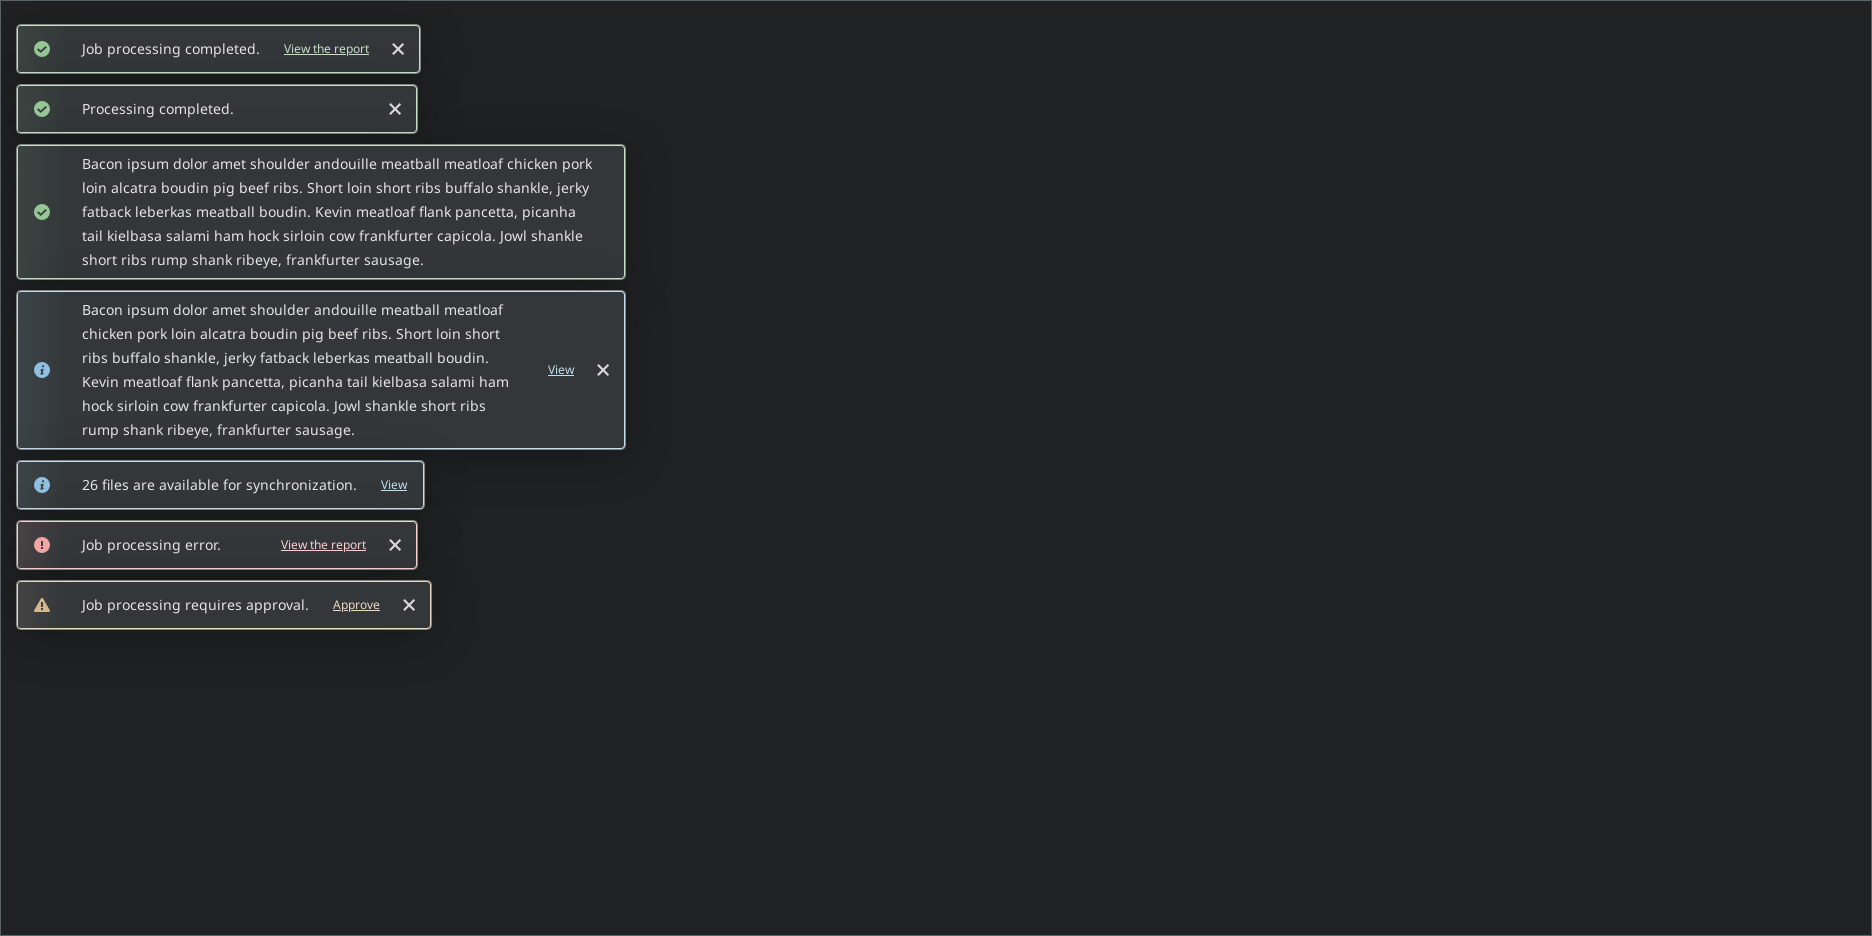 Job processing completed. View the report
Processing completed.
Bacon ipsum dolor amet shoulder andouille meatball meatloaf chicken pork
loin alcatra boudin pig beef ribs. Short loin short ribs buffalo shankle, jerky
fatback leberkas meatball boudin. Kevin meatloaf flank pancetta, picanha
tail kielbasa salami ham hock sirloin cow frankfurter capicola. Jowl shankle
short ribs rump shank ribeye, frankfurter sausage.
Bacon ipsum dolor amet shoulder andouille meatball meatloaf
chicken pork loin alcatra boudin pig beef ribs. Short loin short
ribs buffalo shankle, jerky fatback leberkas meatball boudin.
Kevin meatloaf flank pancetta, picanha tail kielbasa salami ham
hock sirloin cow frankfurter capicola. Jowl shankle short ribs
rump shank ribeye, frankfurter sausage.
View
26 files are available for synchronization. View
Job processing error. View the report
Job processing requires approval. Approve